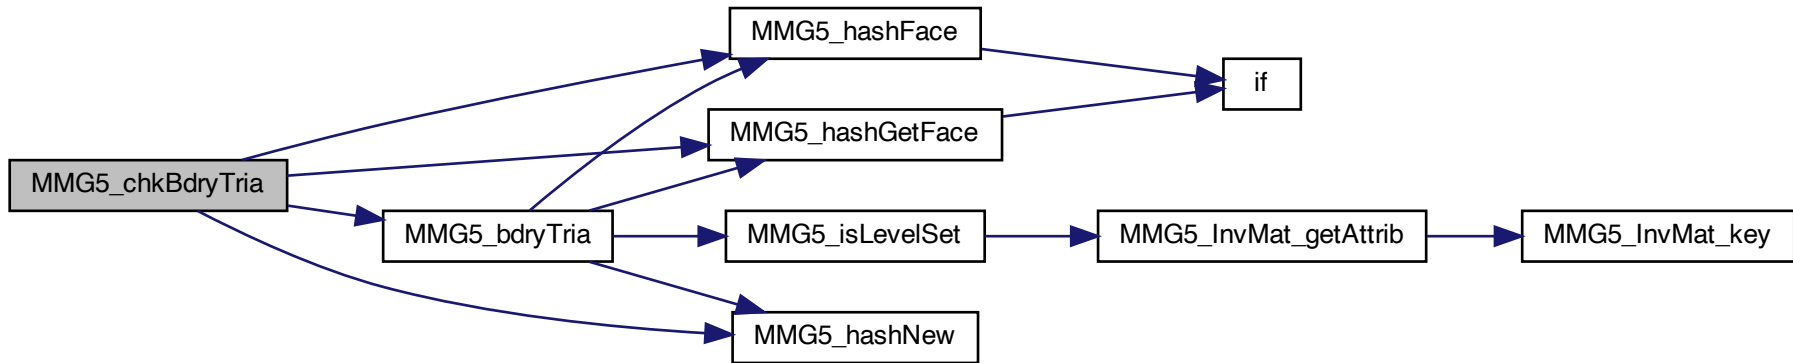 MMG5_hashFace
if
MMG5_hashGetFace
MMG5_chkBdryTria
MMG5_bdryTria
MMG5_isLevelSet
MMG5_InvMat_getAttrib
MMG5_InvMat_key
MMG5_hashNew